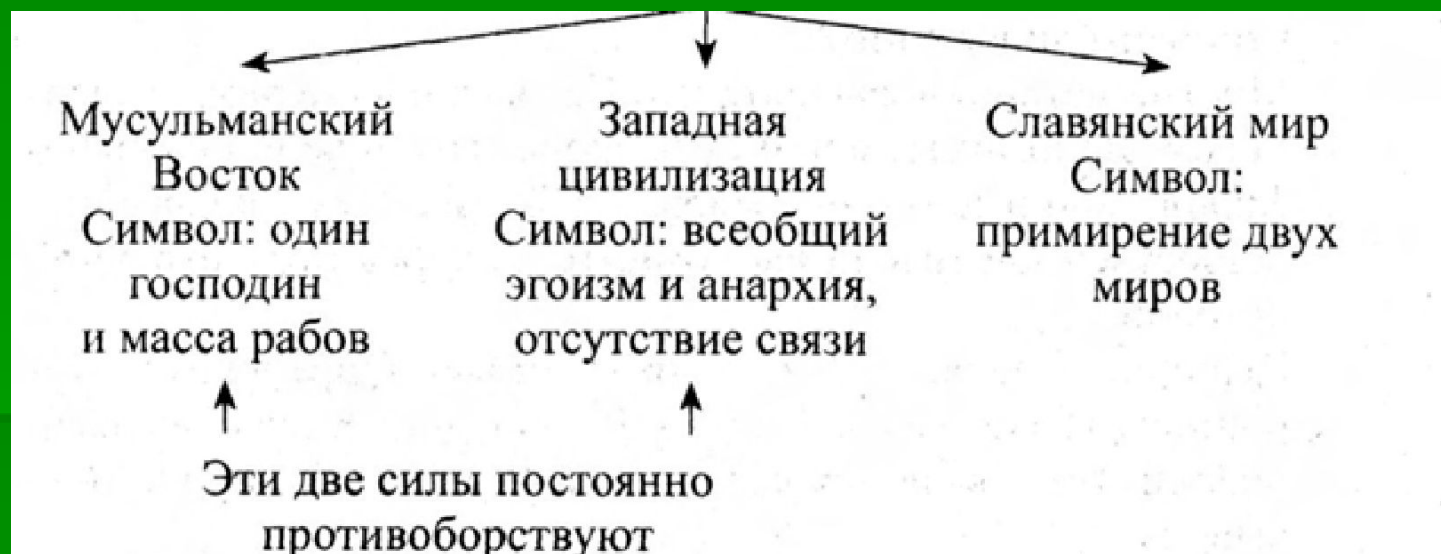 Мусульманский
Восток
Символ: один
господин
и масса рабов
Западная
цивилизация
Символ: всеобщий
эгоизм и анархия,
отсутствие связи
Славянский мир
Символ:
примирение двух
миров
Эти две силы постоянно
противоборствуют